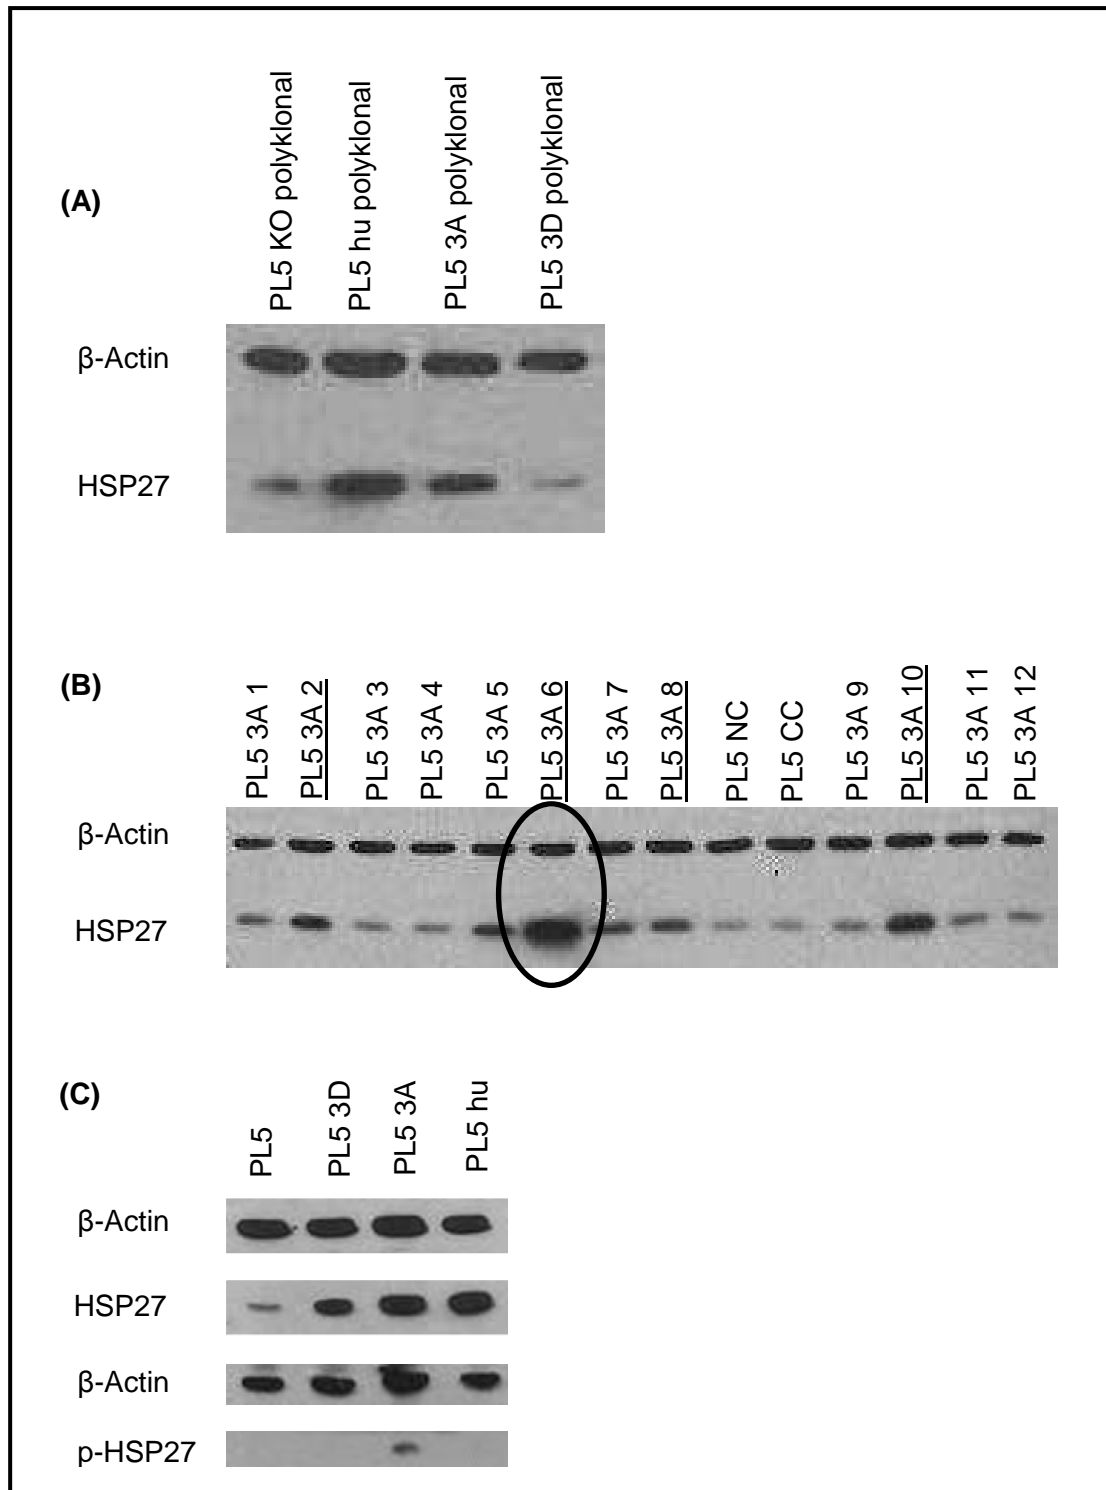 (A)
PL5 KO polyklonal
PL5 hu polyklonal
PL5 3A polyklonal
PL5 3D polyklonal
β-Actin
HSP27
(B)
PL5 3A 1
PL5 3A 2
PL5 3A 3
PL5 3A 4
PL5 3A 5
PL5 3A 6
PL5 3A 7
PL5 3A 8
PL5 NC
PL5 CC
PL5 3A 9
PL5 3A 10
PL5 3A 11
PL5 3A 12
β-Actin
HSP27
(C)
PL5
PL5 3D
PL5 3A
PL5 hu
β-Actin
HSP27
β-Actin
p-HSP27